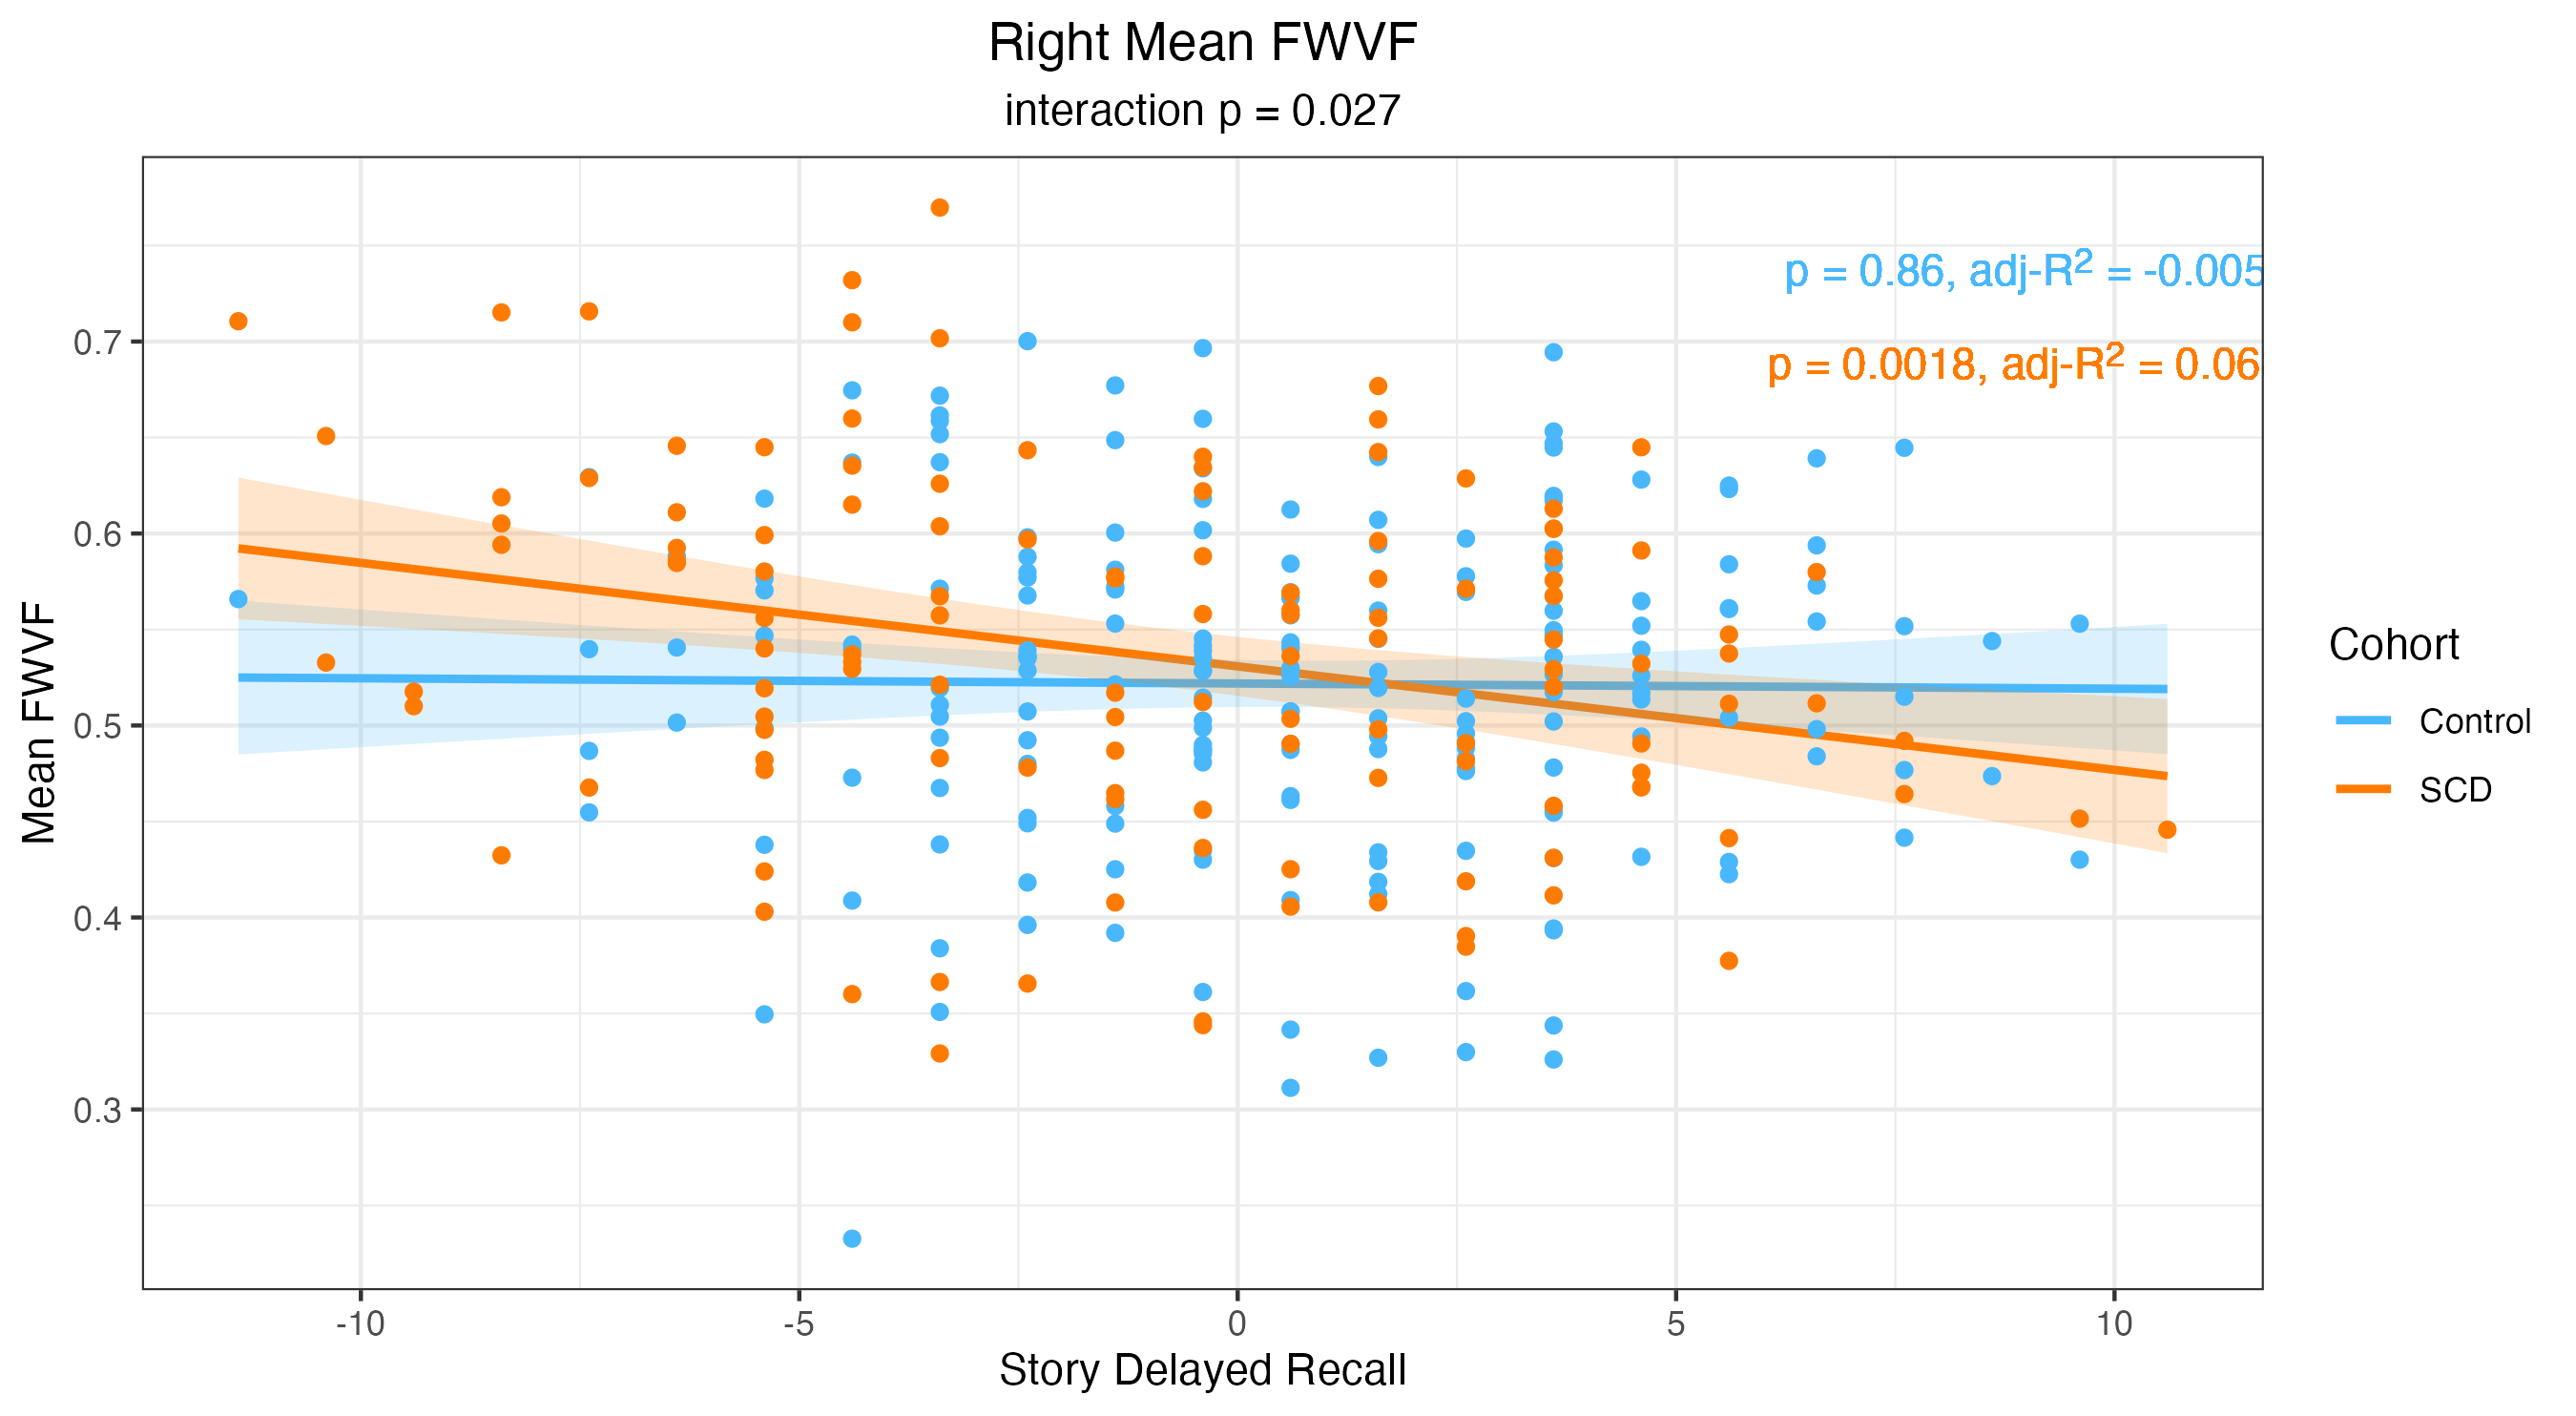 Right Mean FWVF
interaction p = 0.027
p = 0.86, adj-R² = -0.005
p = 0.0018, adj-R² = 0.06
0.7
0.6
0.5
0.4
0.3
Mean FWVF
-10 -5 0 5 10
Story Delayed Recall
Cohort
Control
SCD